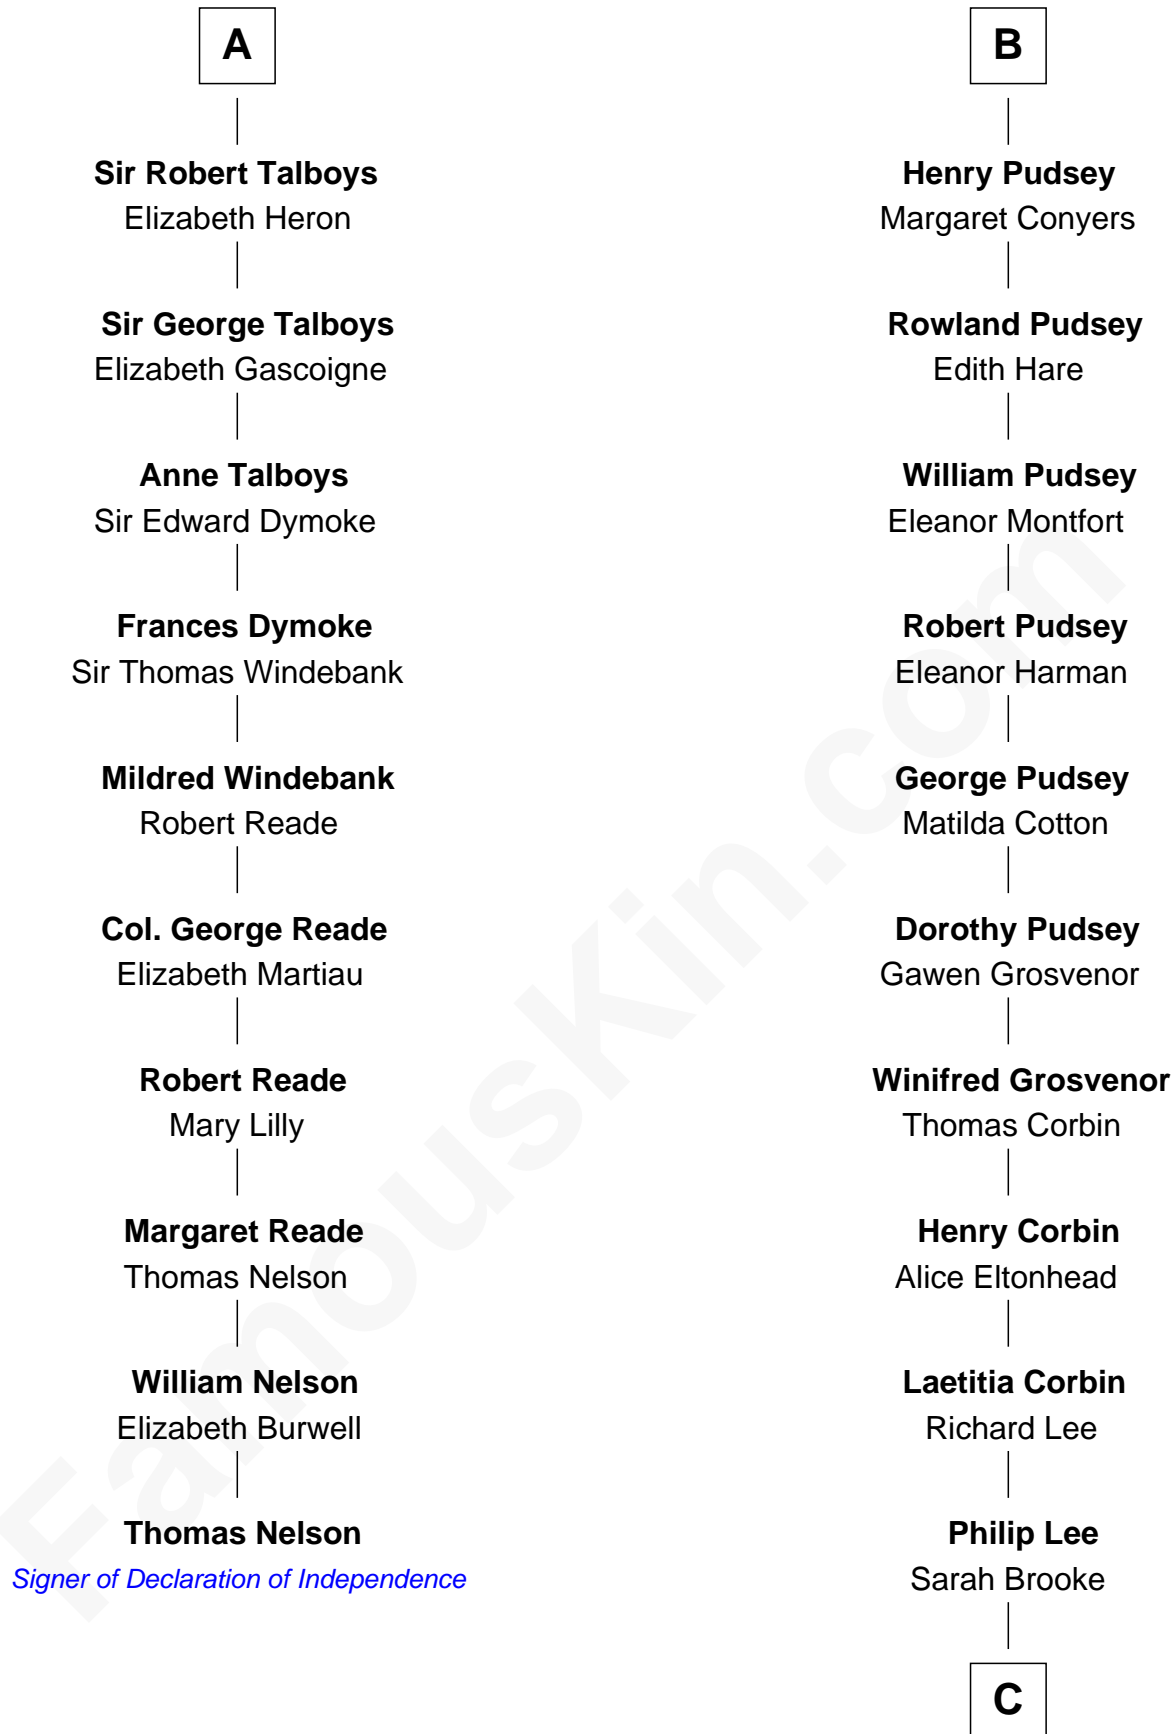 A
Sir Robert Talboys
Elizabeth Heron
Sir George Talboys
Elizabeth Gascoigne
Anne Talboys
Sir Edward Dymoke
Frances Dymoke
Sir Thomas Windebank
Mildred Windebank
Robert Reade
Col. George Reade
Elizabeth Martiau
Robert Reade
Mary Lilly
Margaret Reade
Thomas Nelson
William Nelson
Elizabeth Burwell
Thomas Nelson
Signer of Declaration of Independence
B
Henry Pudsey
Margaret Conyers
Rowland Pudsey
Edith Hare
William Pudsey
Eleanor Montfort
Robert Pudsey
Eleanor Harman
George Pudsey
Matilda Cotton
Dorothy Pudsey
Gawen Grosvenor
Winifred Grosvenor
Thomas Corbin
Henry Corbin
Alice Eltonhead
Laetitia Corbin
Richard Lee
Philip Lee
Sarah Brooke
C
FamousKin.com